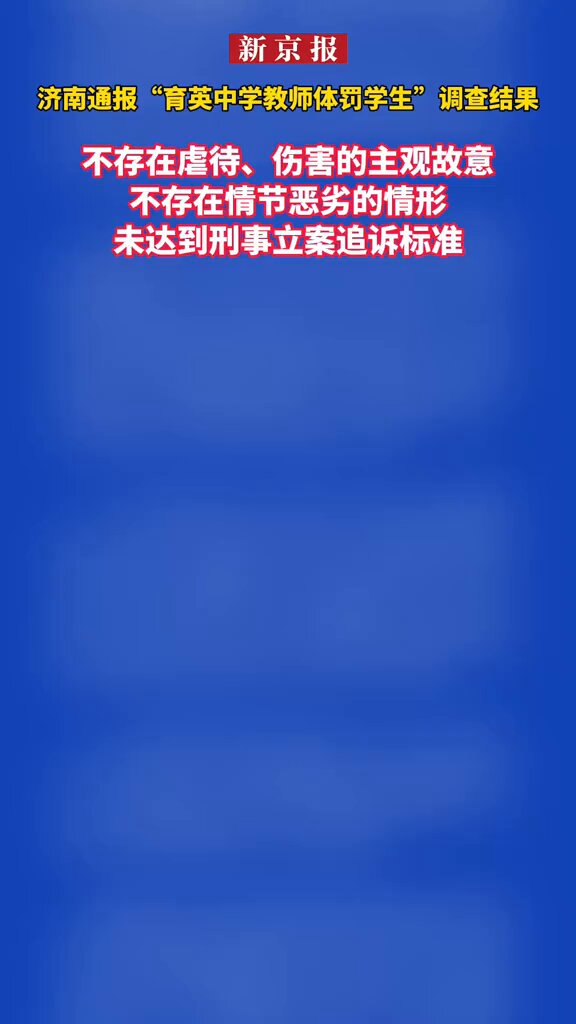 新京报
济南通报“育英中学教师体罚学生”调查结果
不存在虐待、伤害的主观故意
不存在情节恶劣的情形
未达到刑事立案追诉标准